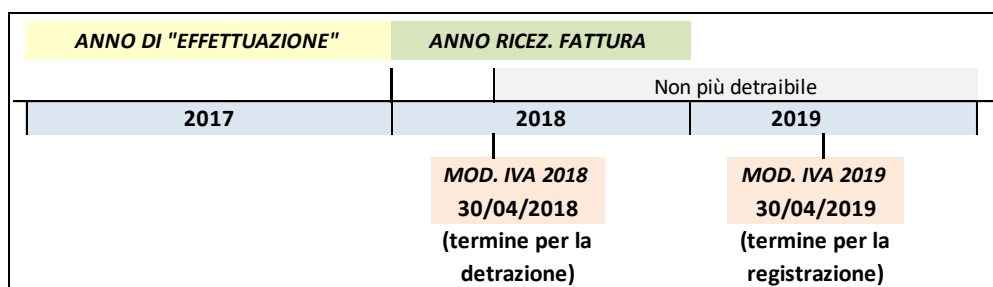 ANNO DI "EFFETTUAZIONE" ANNO RICEZ. FATTURA
Non più detraibile
2017 2018 2019
MOD. IVA 2018 MOD. IVA 2019
30/04/2018 30/04/2019
(termine per la (termine per la
detrazione) registrazione)